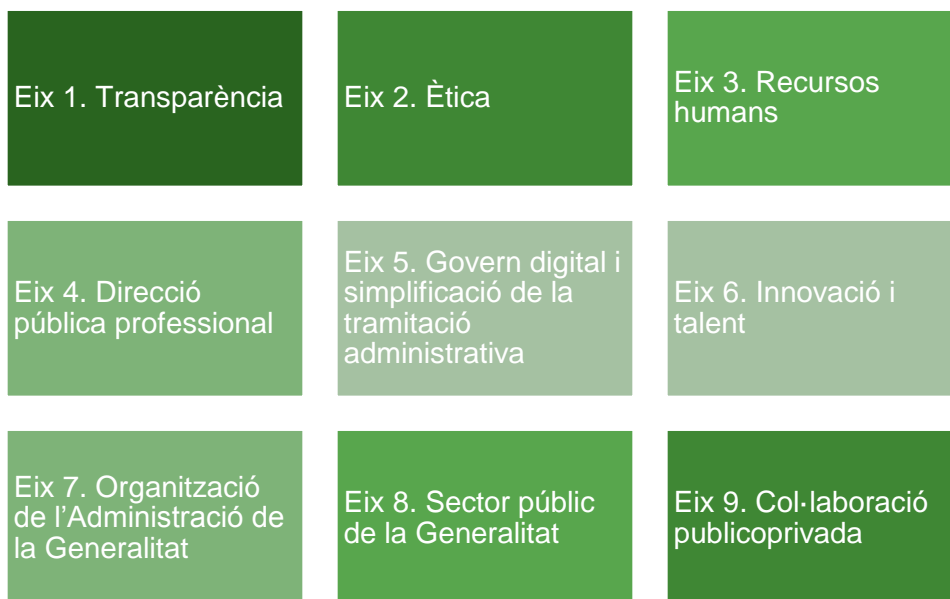 Eix 1. Transparència
Eix 2. Ètica
Eix 3. Recursos
humans
Eix 4. Direcció
pública professional
Eix 5. Govern digital i
simplificació de la
tramitació
administrativa
Eix 6. Innovació i
talent
Eix 7. Organització
de l’Administració de
la Generalitat
Eix 8. Sector públic
de la Generalitat
Eix 9. Col·laboració
publicoprivada